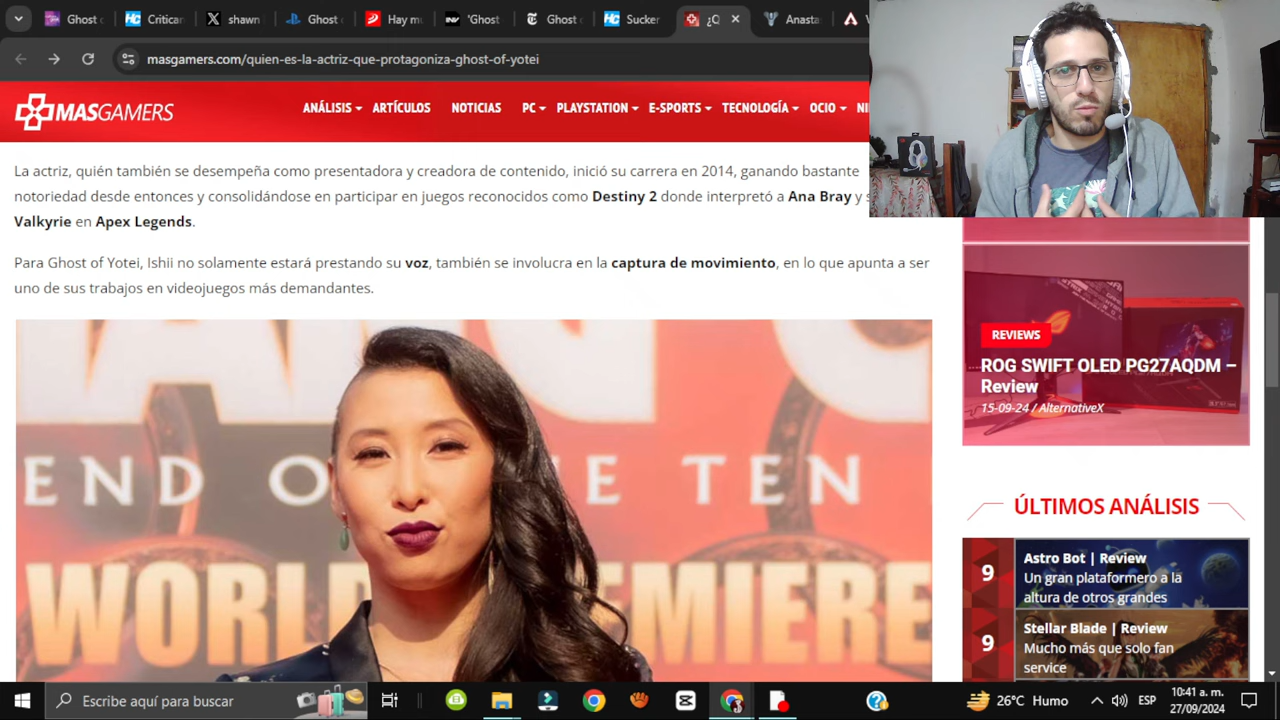 Ghost
Critican
shawn
Ghost
Hay mu
'Ghost
Ghost
Sucker
¿Q
Anasta
masgamers.com/quien-es-la-actriz-que-protagoniza-ghost-of-yotei
MASGAMERS
ANÁLISIS ARTÍCULOS NOTICIAS PC PLAYSTATION E-SPORTS TECNOLOGÍA OCIO NI
La actriz, quién también se desempeña como presentadora y creadora de contenido, inició su carrera en 2014, ganando bastante
notoriedad desde entonces y consolidándose en participar en juegos reconocidos como Destiny 2 donde interpretó a Ana Bray y
Valkyrie en Apex Legends.
Para Ghost of Yotei, Ishii no solamente estará prestando su voz, también se involucra en la captura de movimiento, en lo que apunta a ser
uno de sus trabajos en videojuegos más demandantes.
END O E TEN
WORL EMIERE
REVIEWS
ROG SWIFT OLED PG27AQDM –
Review
15-09-24 / AlternativeX
ÚLTIMOS ANÁLISIS
9
Astro Bot | Review
Un gran plataformero a la
altura de otros grandes
9
Stellar Blade | Review
Mucho más que solo fan
service
Escribe aquí para buscar
26°C Humo
ESP
10:41 a. m.
27/09/2024